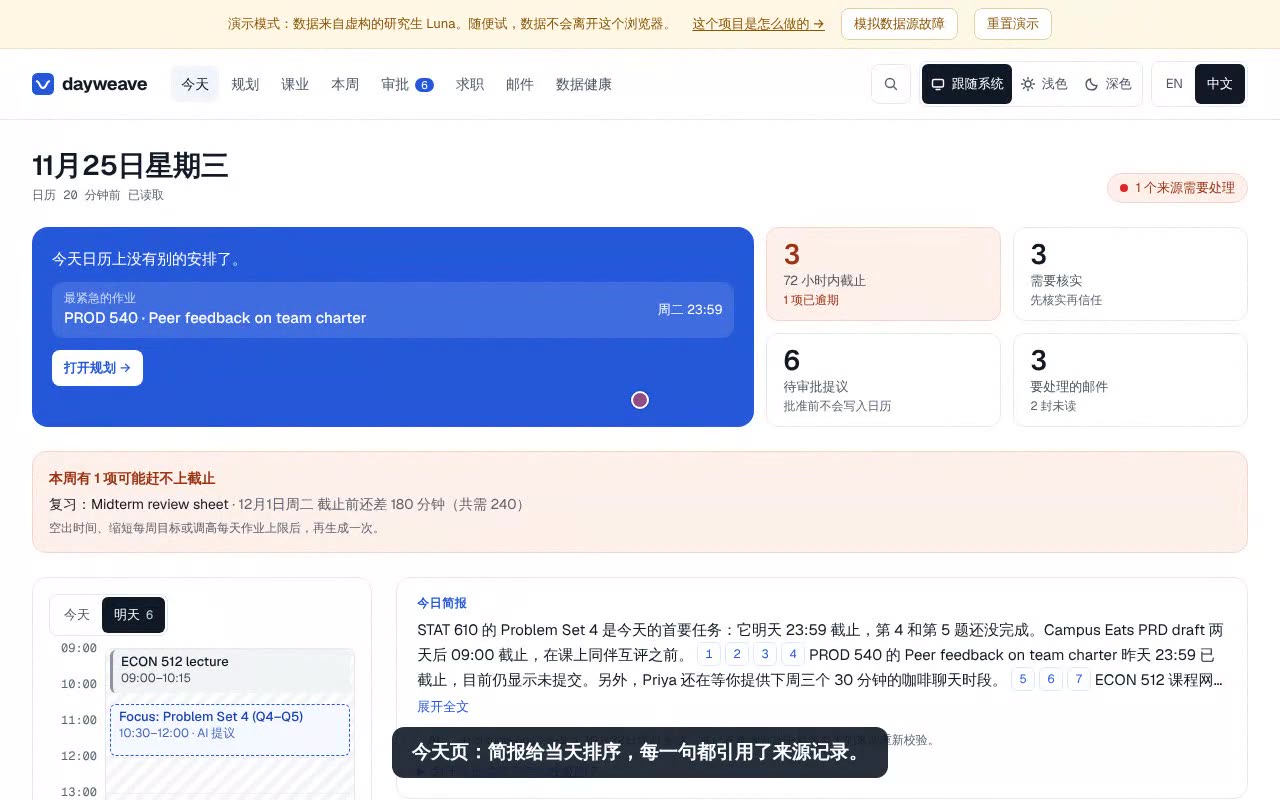 演示模式：数据来自虚构的研究生 Luna。随便试，数据不会离开这个浏览器。 这个项目是怎么做的 → 模拟数据源故障 重置演示
dayweave 今天 规划 课业 本周 审批 6 求职 邮件 数据健康 跟随系统 浅色 深色 EN 中文
11月25日星期三
日历 20 分钟前 已读取
1 个来源需要处理
今天日历上没有别的安排了。
最紧急的作业
PROD 540 · Peer feedback on team charter
周二 23:59
打开规划 →
3
72 小时内截止
1 项已逾期
3
需要核实
先核实再信任
6
待审批提议
批准前不会写入日历
3
要处理的邮件
2 封未读
本周有 1 项可能赶不上截止
复习：Midterm review sheet · 12月1日周二 截止前还差 180 分钟（共需 240）
空出时间、缩短每周目标或调高每天作业上限后，再生成一次。
今天 明天 6
09:00
ECON 512 lecture
09:00–10:15
10:00
Focus: Problem Set 4 (Q4–Q5)
10:30–12:00 · AI 提议
11:00
12:00
13:00
今日简报
STAT 610 的 Problem Set 4 是今天的首要任务：它明天 23:59 截止，第 4 和第 5 题还没完成。Campus Eats PRD draft 两
天后 09:00 截止，在课上同伴互评之前。 1 2 3 4 PROD 540 的 Peer feedback on team charter 昨天 23:59 已
截止，目前仍显示未提交。另外，Priya 还在等你提供下周三个 30 分钟的咖啡聊天时段。 5 6 7 ECON 512 课程网…
展开全文
重新校验。
今天页：简报给当天排序，每一句都引用了来源记录。